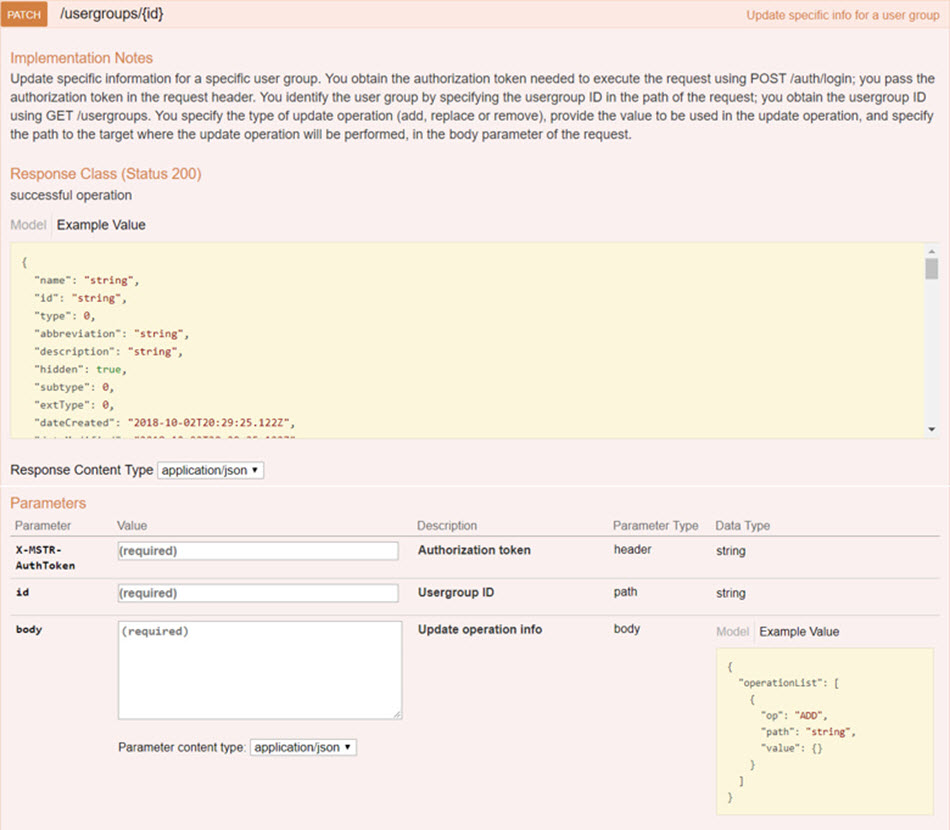 PATCH /usergroups/{id} Update specific info for a user group
Implementation Notes
Update specific information for a specific user group. You obtain the authorization token needed to execute the request using POST /auth/login; you pass the
authorization token in the request header. You identify the user group by specifying the usergroup ID in the path of the request; you obtain the usergroup ID
using GET /usergroups. You specify the type of update operation (add, replace or remove), provide the value to be used in the update operation, and specify
the path to the target where the update operation will be performed, in the body parameter of the request.
Response Class (Status 200)
successful operation
Model Example Value
{
"name": "string",
"id": "string",
"type": 0,
"abbreviation": "string",
"description": "string",
"hidden": true,
"subtype": 0,
"extType": 0,
"dateCreated": "2018-10-02T20:29:25.122Z",
Response Content Type application/json
Parameters
Parameter Value Description Parameter Type Data Type
X-MSTR-
AuthToken
(required) Authorization token header string
id (required) Usergroup ID path string
body (required) Update operation info body Model Example Value
{
"operationList": [
{
"op": "ADD",
"path": "string",
"value": {}
}
]
}
Parameter content type: application/json